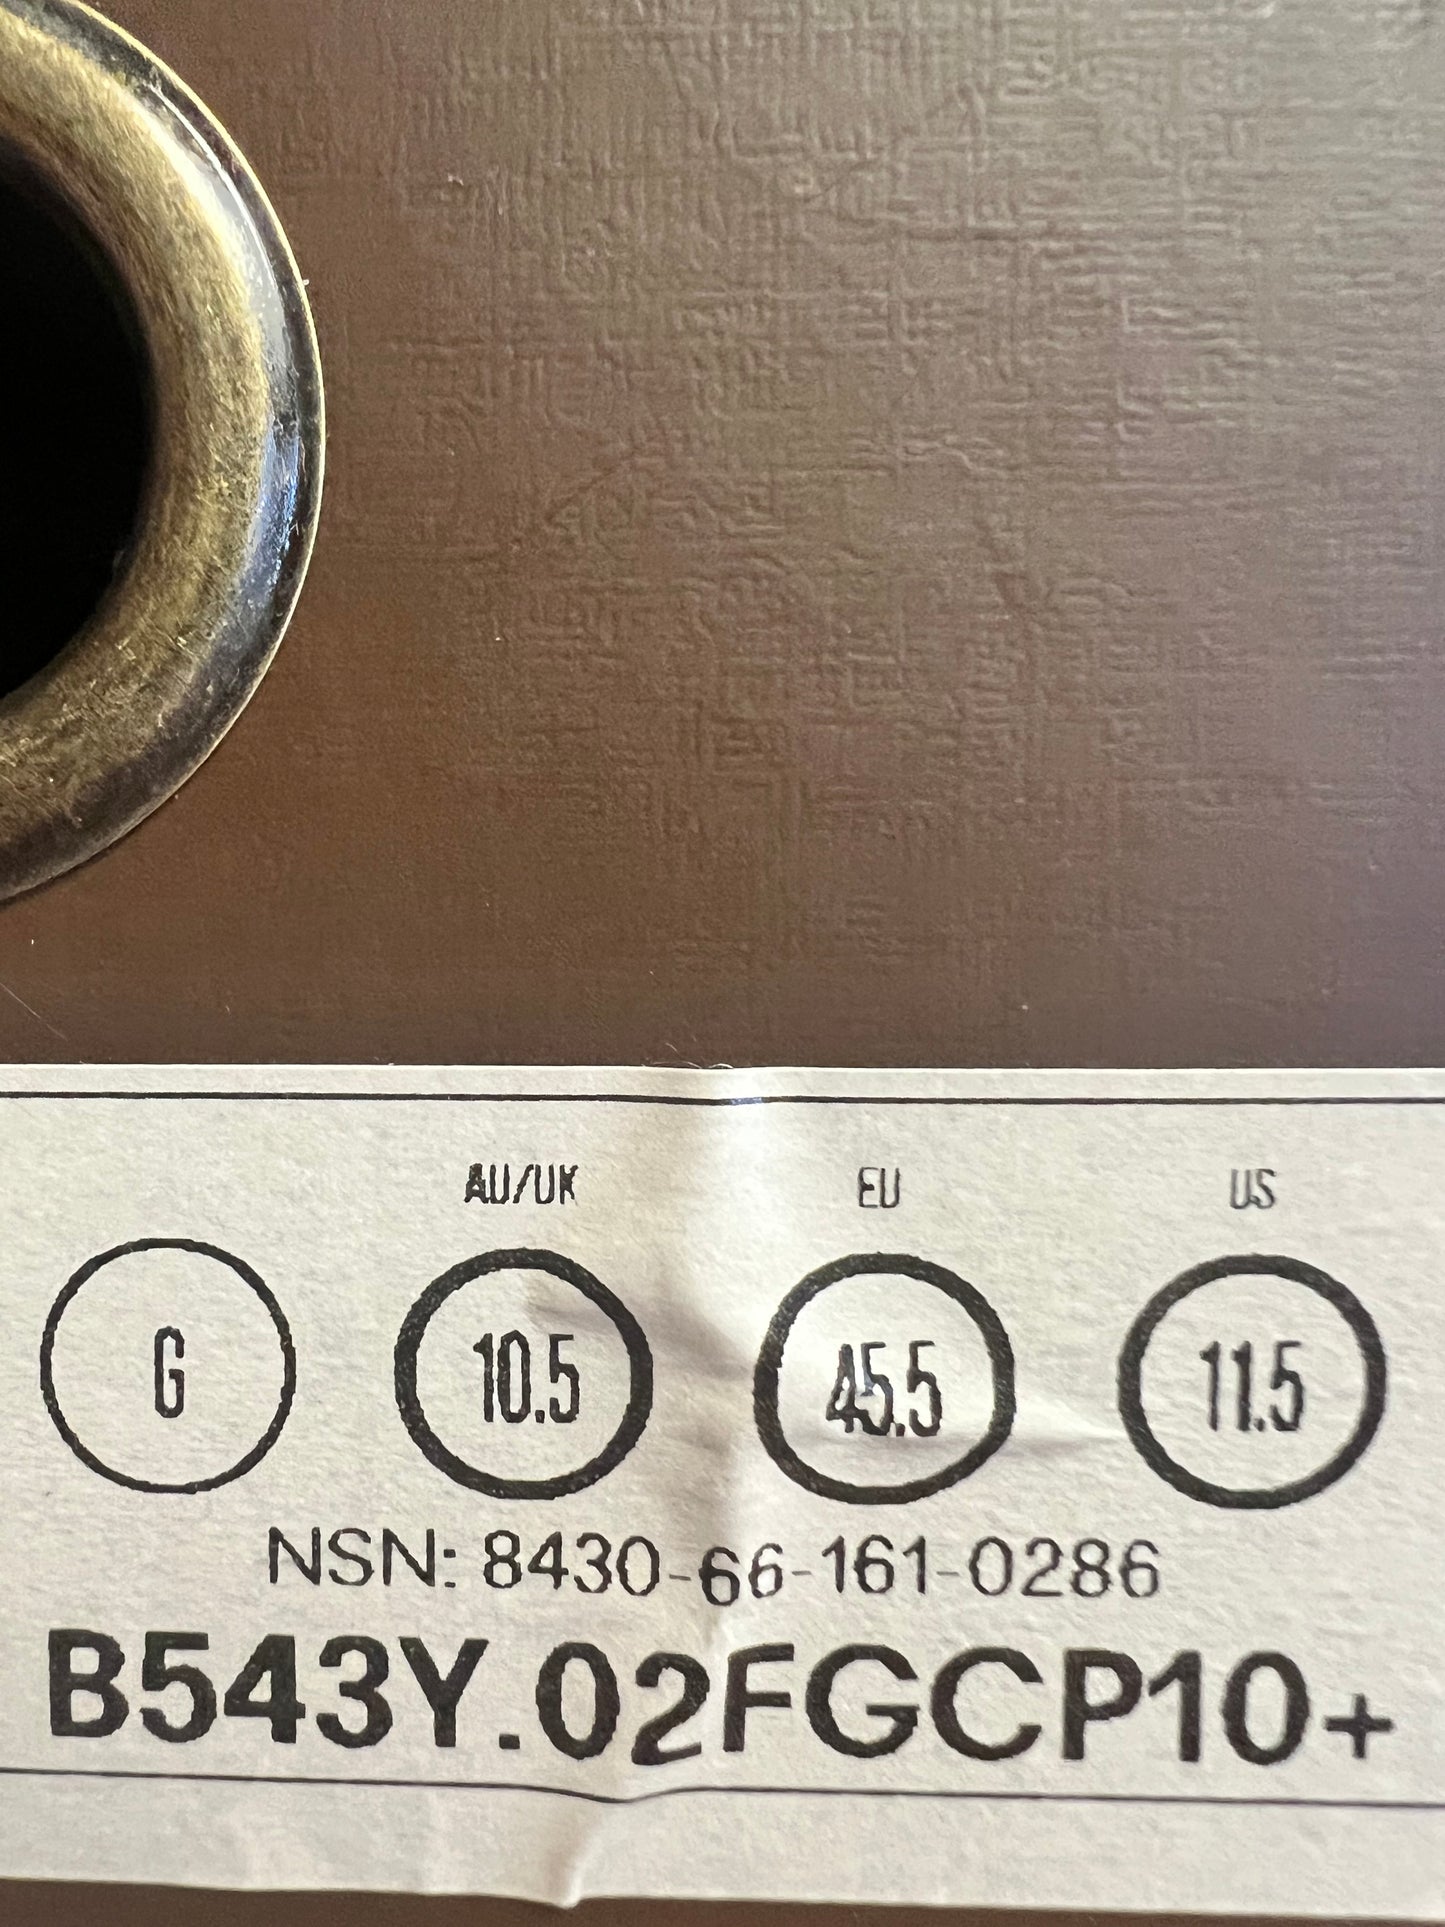 AU/UK EU US
G 10.5 45.5 11.5
NSN: 8430-66-161-0286
B543Y.02FGCP10+